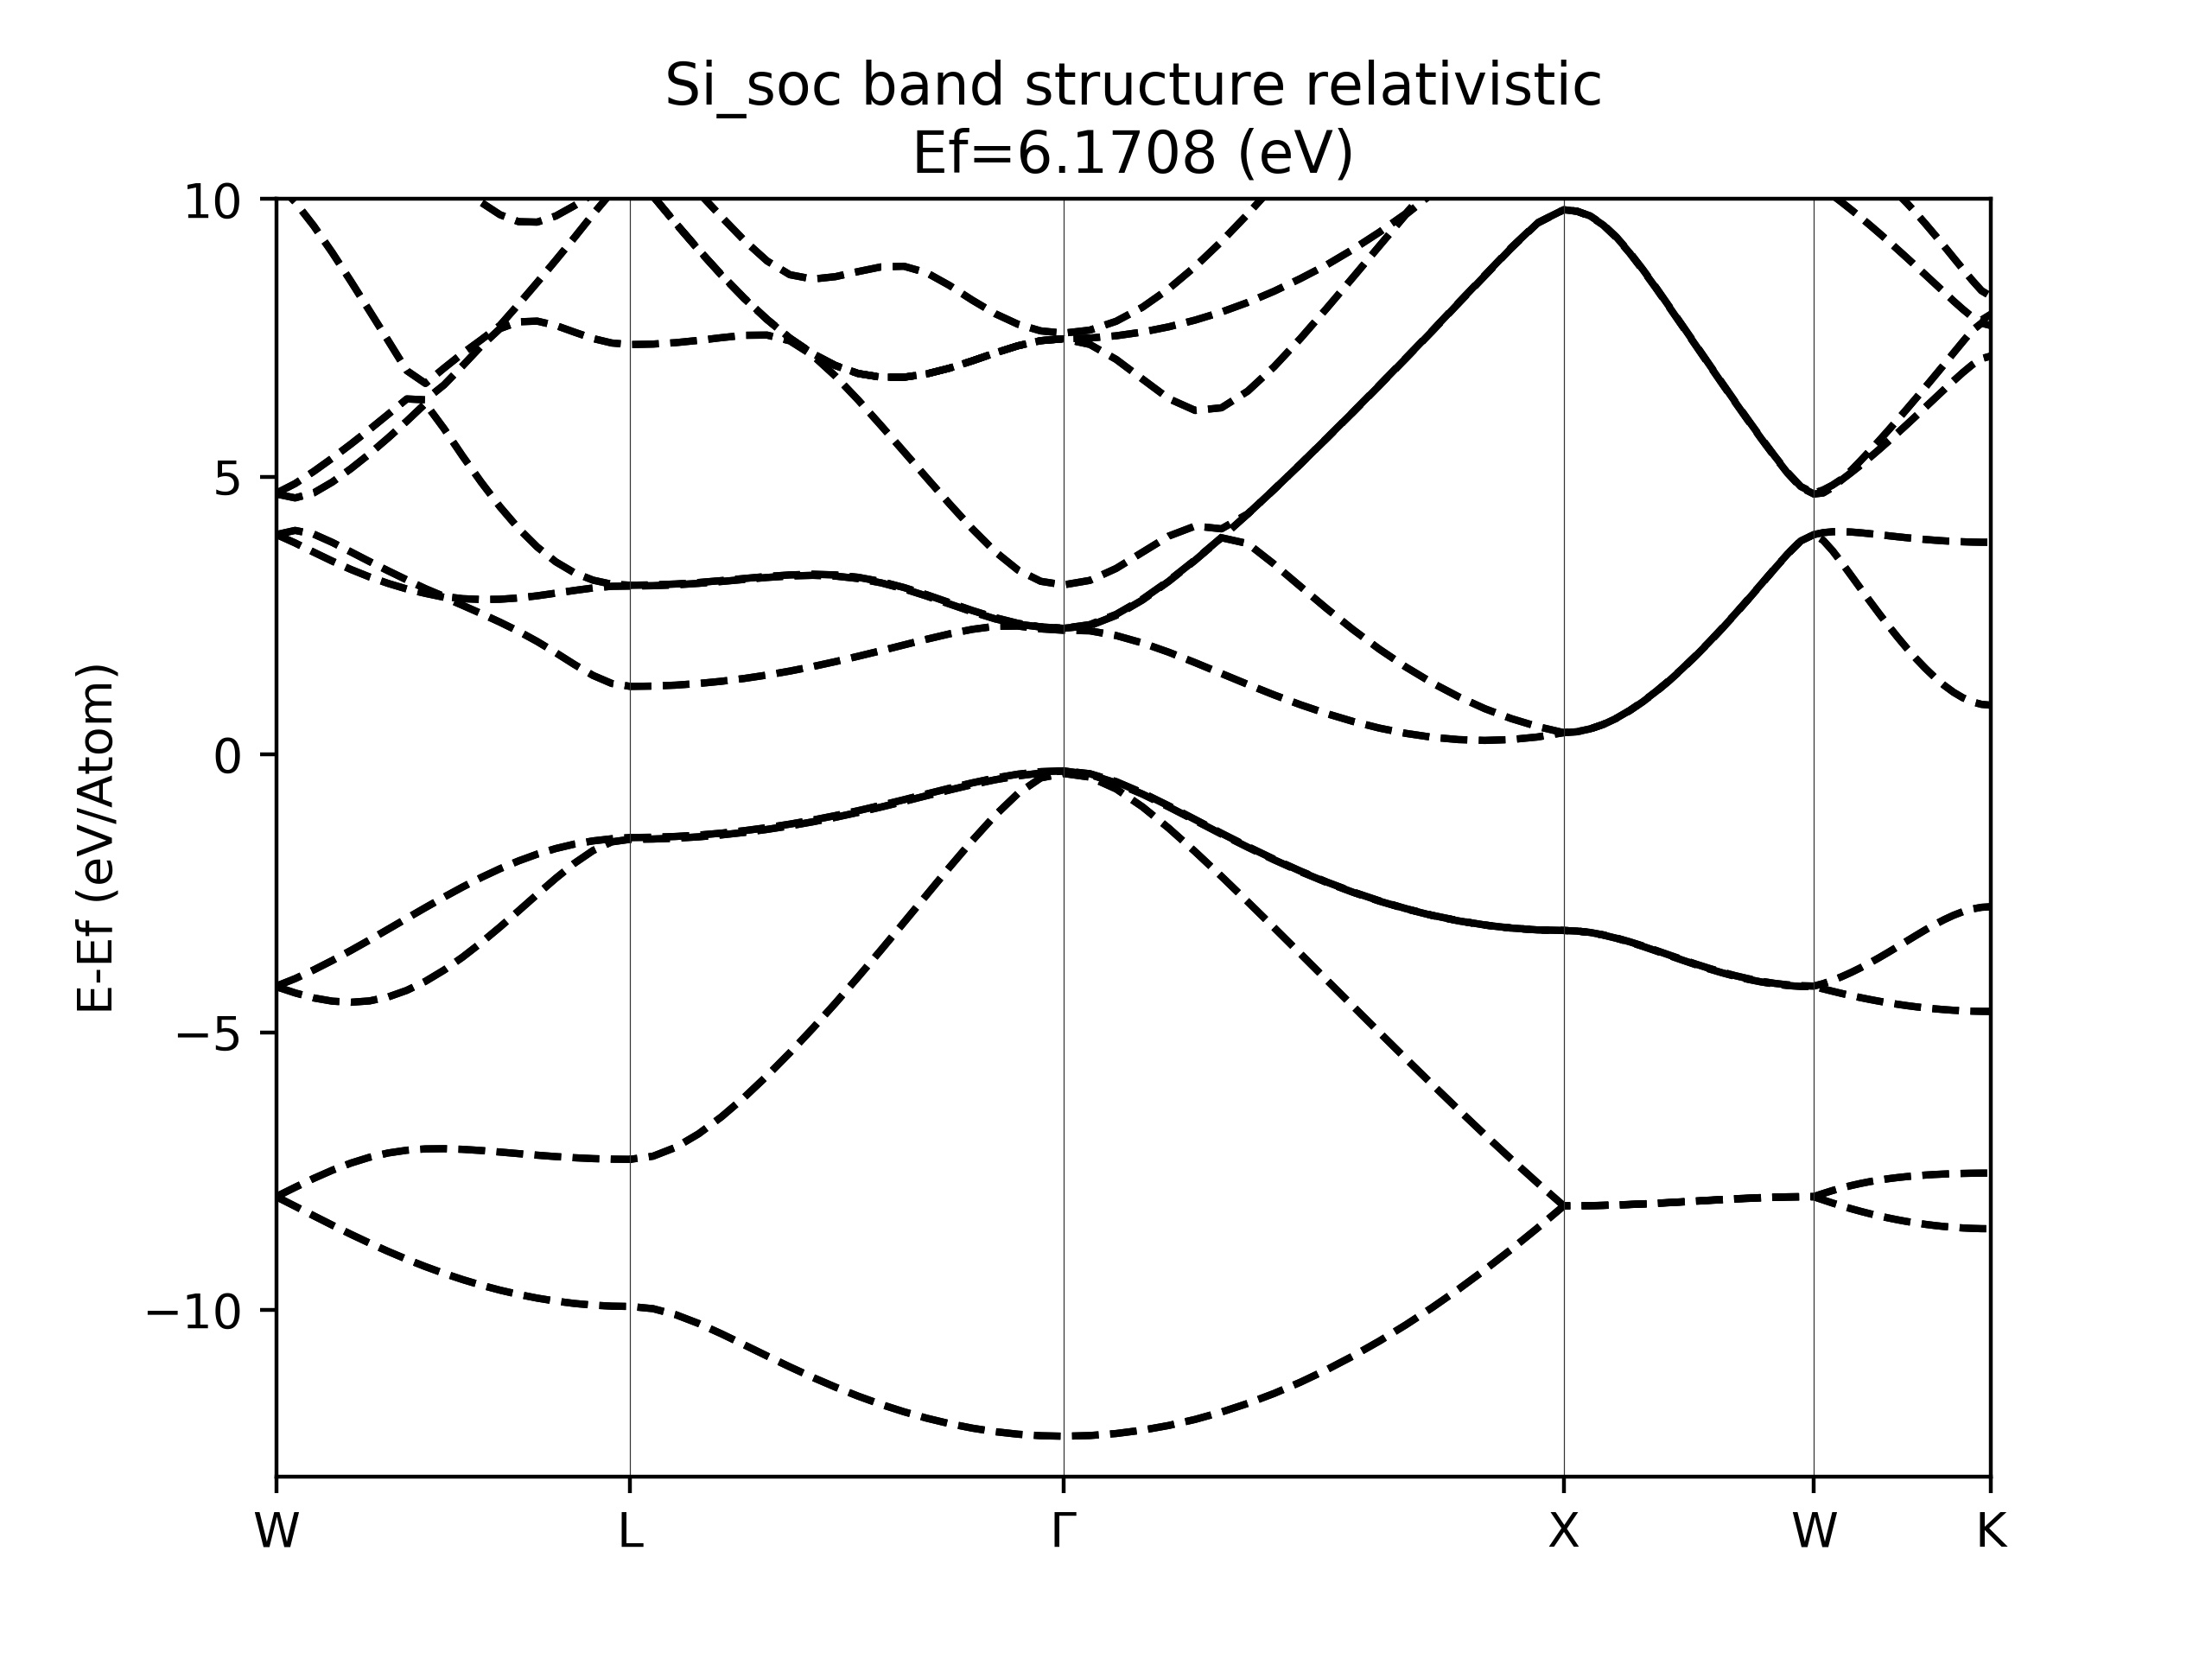 Si_soc band structure relativistic
Ef=6.1708 (eV)
10
5
0
−5
−10
E-Ef (eV/Atom)
W L Γ X W K